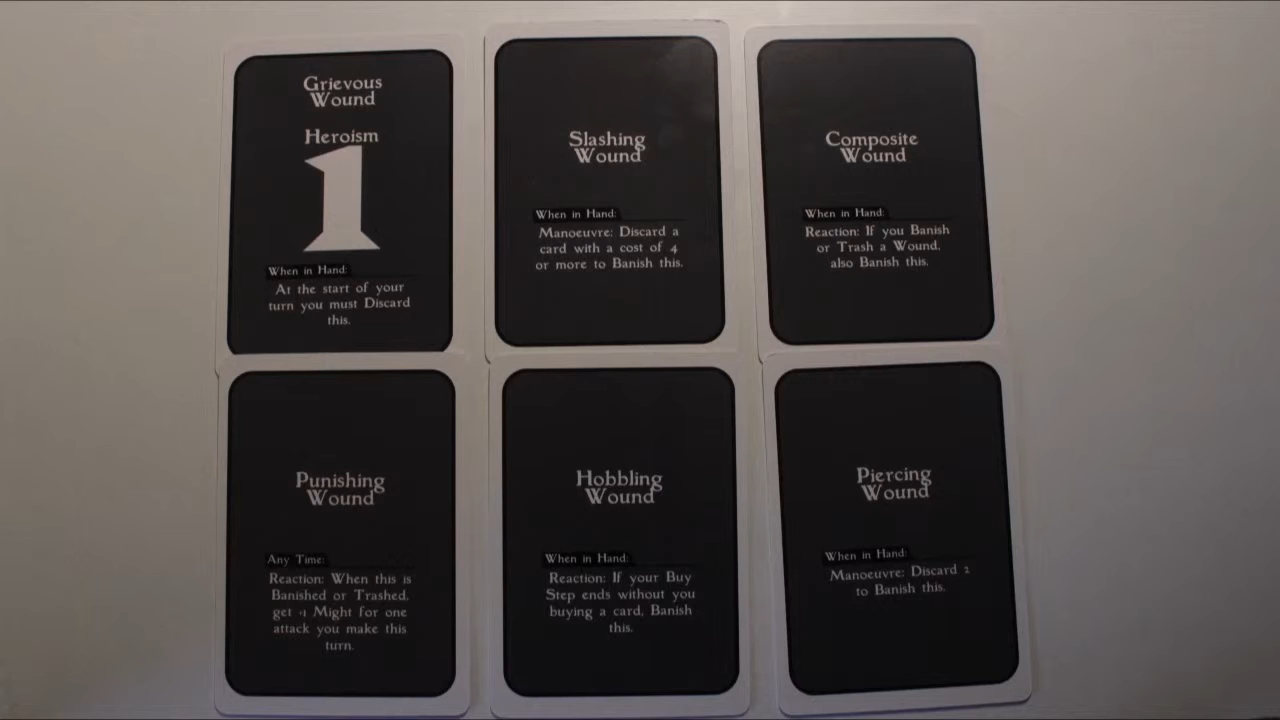 Grievous
Wound
Heroism
1
When in Hand:
At the start of your
turn you must Discard
this.
Slashing
Wound
When in Hand:
Manoeuvre: Discard a
card with a cost of 4
or more to Banish this.
Composite
Wound
When in Hand:
Reaction: If you Banish
or Trash a Wound,
also Banish this.
Punishing
Wound
Any Time:
Reaction: When this is
Banished or Trashed,
get +1 Might for one
attack you make this
turn.
Hobbling
Wound
When in Hand:
Reaction: If your Buy
Step ends without you
buying a card, Banish
this.
Piercing
Wound
When in Hand:
Manoeuvre: Discard 2
to Banish this.